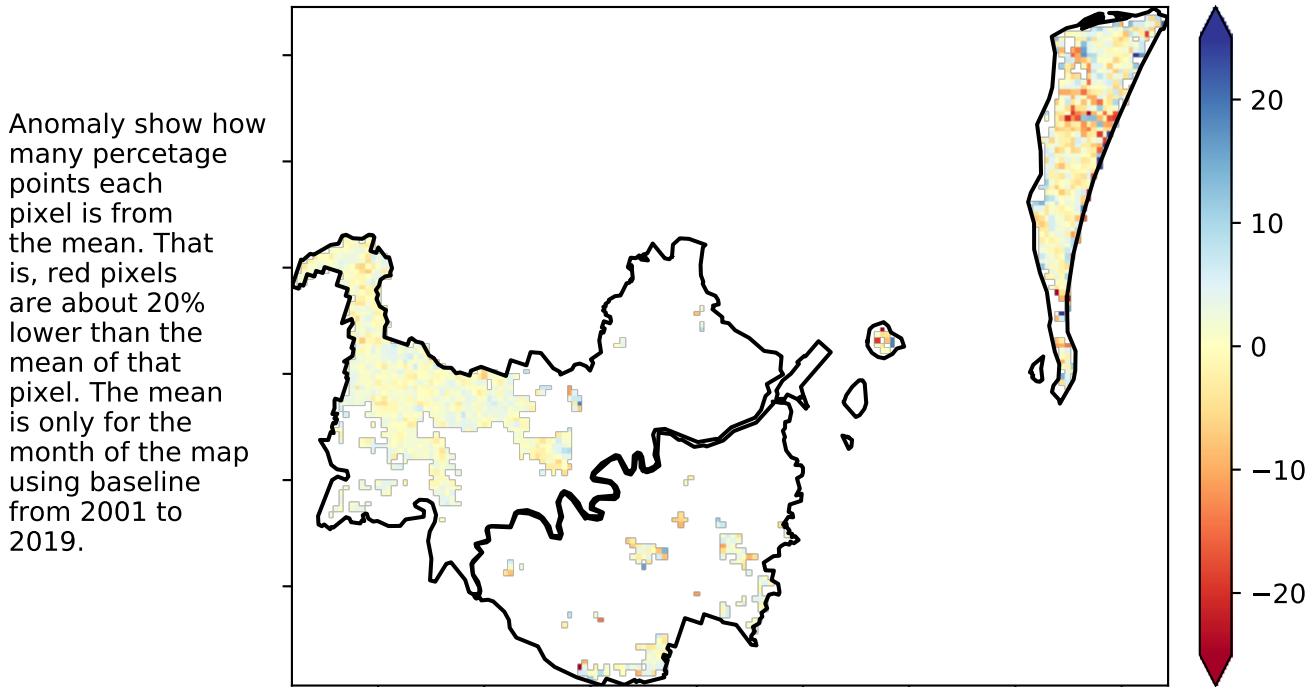 Anomaly show how
many percetage
points each
pixel is from
the mean. That
is, red pixels
are about 20%
lower than the
mean of that
pixel. The mean
is only for the
month of the map
using baseline
from 2001 to
2019.
20
10
0
−10
−20